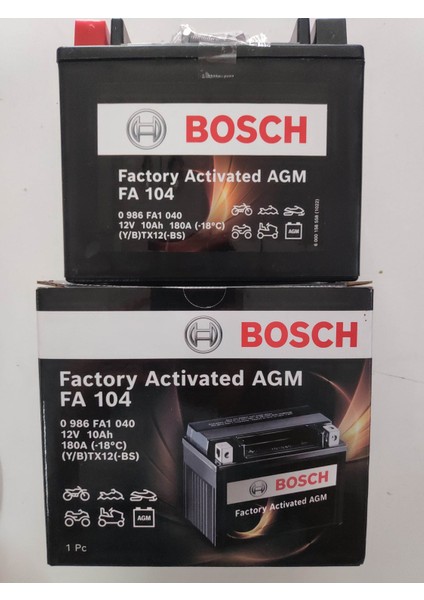 BOSCH
Factory Activated AGM
FA 104
0 986 FA1 040
12V 10Ah 180A (-18°C)
(Y/B)TX12(-BS)
AGM
BOSCH
Factory Activated AGM
FA 104
0 986 FA1 040
12V 10Ah
180A (-18°C)
(Y/B)TX12(-BS)
AGM
1 Pc
Factory Activated AGM
FA 104